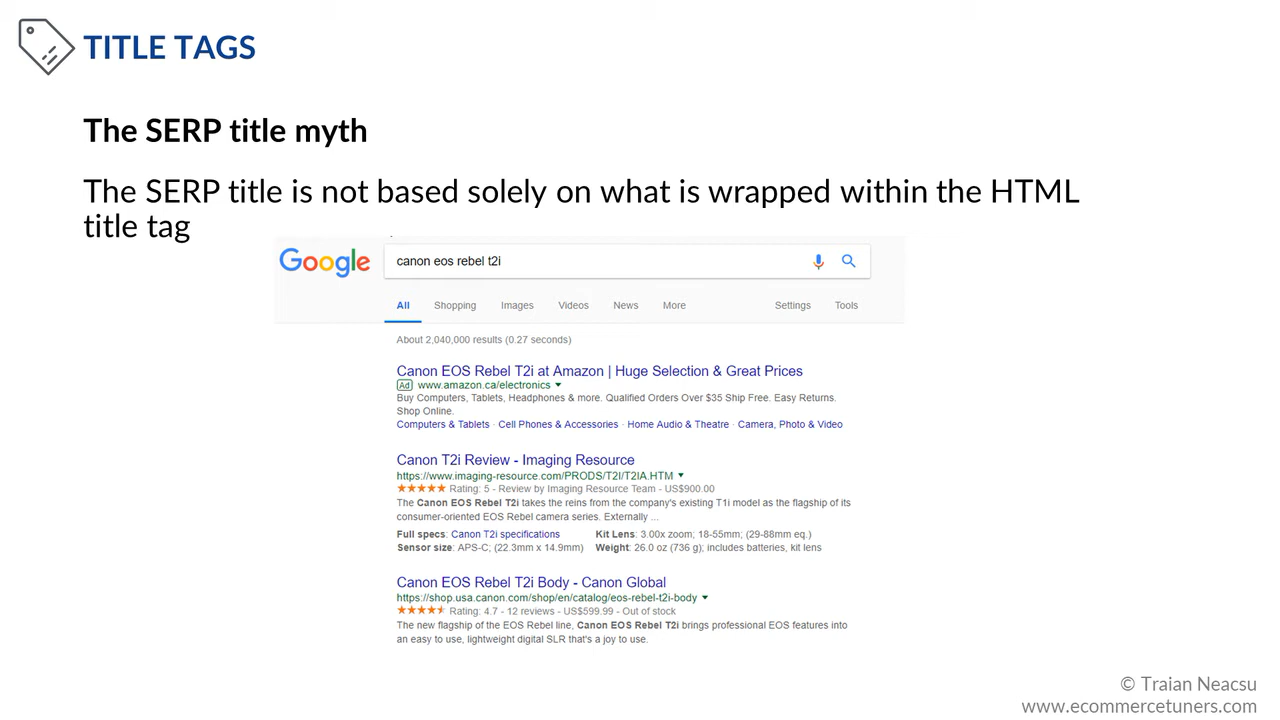 TITLE TAGS
The SERP title myth
The SERP title is not based solely on what is wrapped within the HTML
title tag
Google
canon eos rebel t2i
All Shopping Images Videos News More Settings Tools
About 2,040,000 results (0.27 seconds)
Canon EOS Rebel T2i at Amazon | Huge Selection & Great Prices
Ad www.amazon.ca/electronics
Buy Computers, Tablets, Headphones & more. Qualified Orders Over $35 Ship Free. Easy Returns.
Shop Online.
Computers & Tablets · Cell Phones & Accessories · Home Audio & Theatre · Camera, Photo & Video
Canon T2i Review - Imaging Resource
https://www.imaging-resource.com/PRODS/T2I/T2IA.HTM
Rating: 5 - Review by Imaging Resource Team - US$900.00
The Canon EOS Rebel T2i takes the reins from the company's existing T1i model as the flagship of its
consumer-oriented EOS Rebel camera series. Externally ...
Full specs: Canon T2i specifications Kit Lens: 3.00x zoom; 18-55mm; (29-88mm eq.)
Sensor size: APS-C; (22.3mm x 14.9mm) Weight: 26.0 oz (736 g); includes batteries, kit lens
Canon EOS Rebel T2i Body - Canon Global
https://shop.usa.canon.com/shop/en/catalog/eos-rebel-t2i-body
Rating: 4.7 - 12 reviews - US$599.99 - Out of stock
The new flagship of the EOS Rebel line, Canon EOS Rebel T2i brings professional EOS features into
an easy to use, lightweight digital SLR that's a joy to use.
© Traian Neacsu
www.ecommercetuners.com